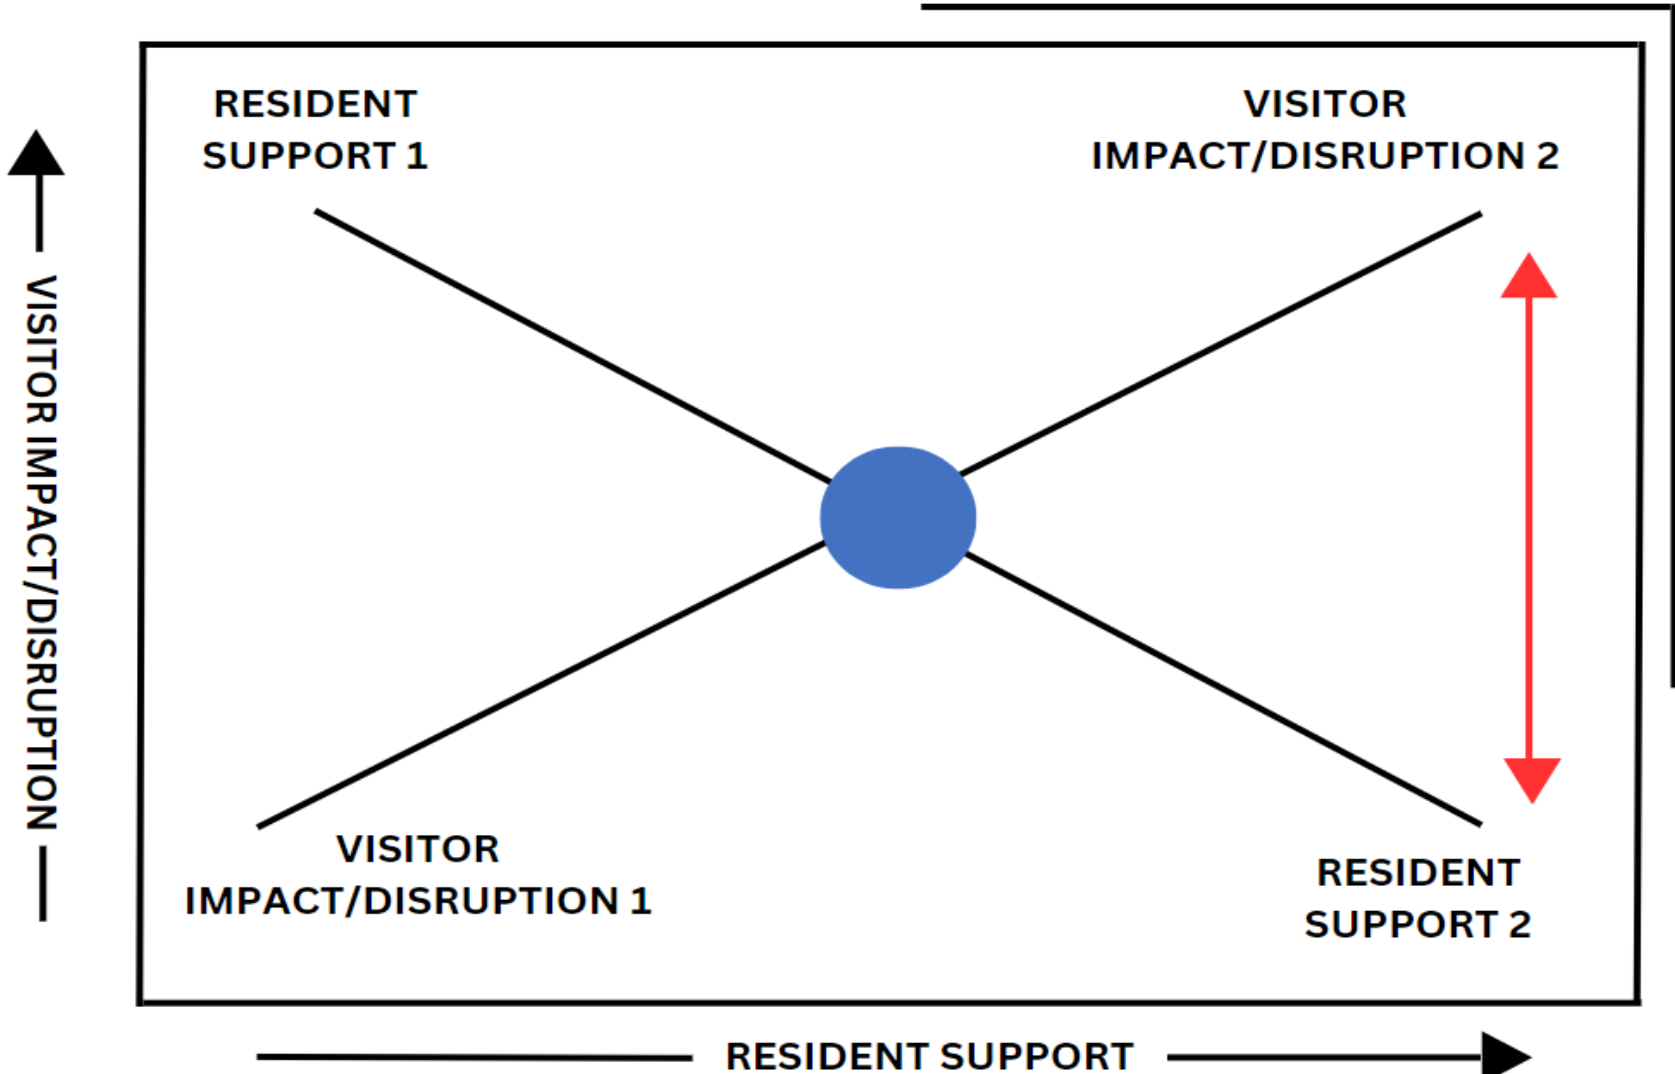 RESIDENT
SUPPORT 1
VISITOR
IMPACT/DISRUPTION 2
VISITOR IMPACT/DISRUPTION
VISITOR
IMPACT/DISRUPTION 1
RESIDENT
SUPPORT 2
RESIDENT SUPPORT